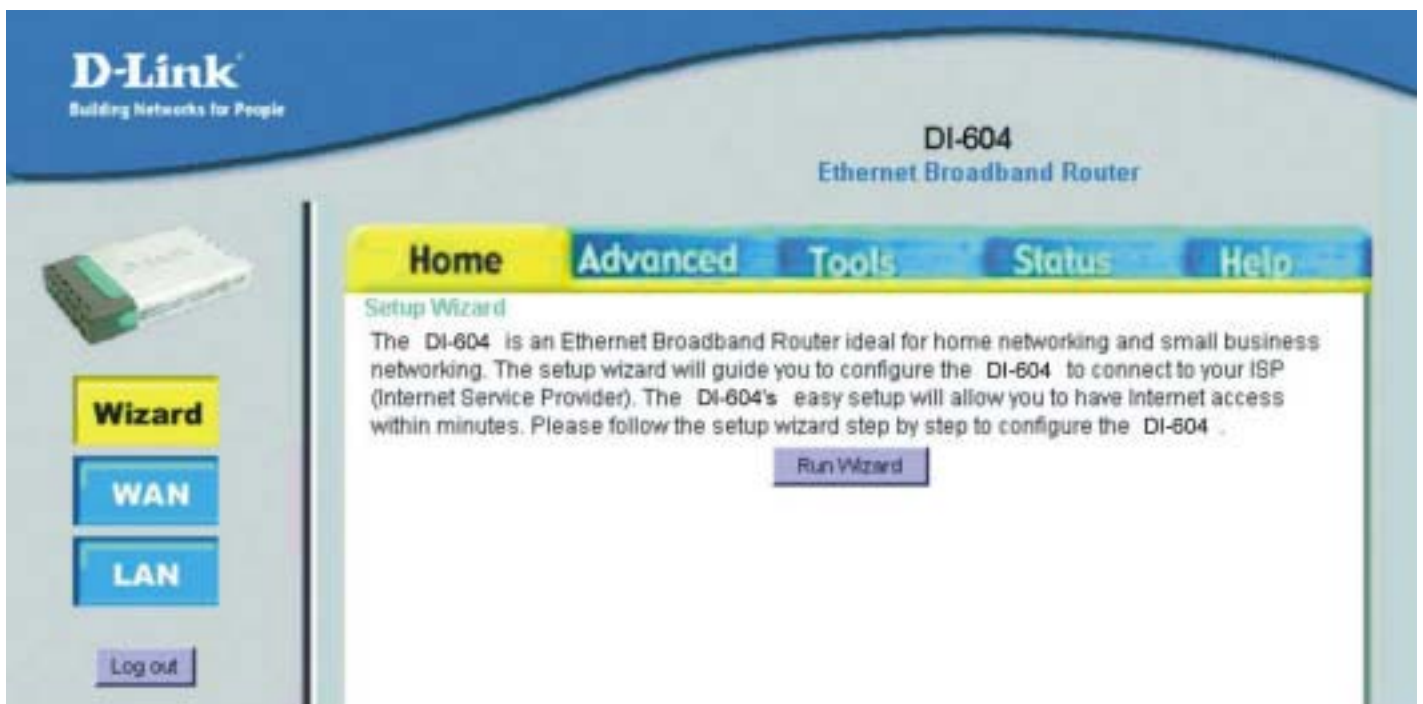 D-Link
Building Networks for People
DI-604
Ethernet Broadband Router
Home Advanced Tools Status Help
Setup Wizard
The DI-604 is an Ethernet Broadband Router ideal for home networking and small business
networking. The setup wizard will guide you to configure the DI-604 to connect to your ISP
(Internet Service Provider). The DI-604's easy setup will allow you to have Internet access
within minutes. Please follow the setup wizard step by step to configure the DI-604 .
Run Wizard
Wizard
WAN
LAN
Log out